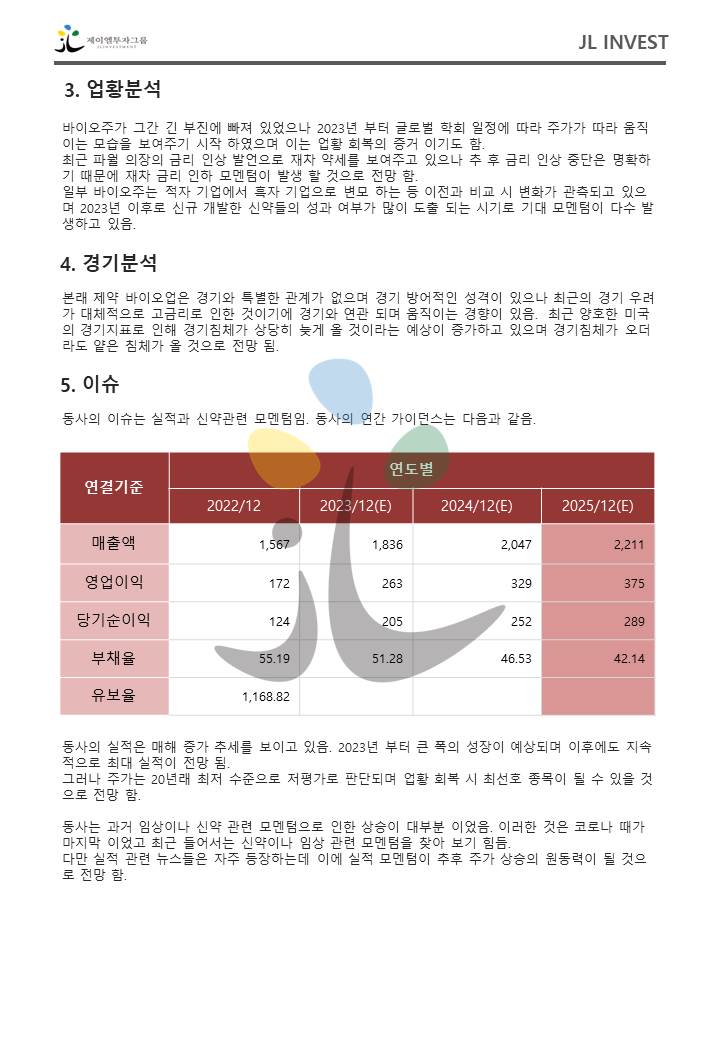 제이엘투자그룹
JLINVESTMENT
JL INVEST
3. 업황분석
바이오주가 그간 긴 부진에 빠져 있었으나 2023년 부터 글로벌 학회 일정에 따라 주가가 따라 움직
이는 모습을 보여주기 시작 하였으며 이는 업황 회복의 증거 이기도 함.
최근 파월 의장의 금리 인상 발언으로 재차 약세를 보여주고 있으나 추 후 금리 인상 중단은 명확하
기 때문에 재차 금리 인하 모멘텀이 발생 할 것으로 전망 함.
일부 바이오주는 적자 기업에서 흑자 기업으로 변모 하는 등 이전과 비교 시 변화가 관측되고 있으
며 2023년 이후로 신규 개발한 신약들의 성과 여부가 많이 도출 되는 시기로 기대 모멘텀이 다수 발
생하고 있음.
4. 경기분석
본래 제약 바이오업은 경기와 특별한 관계가 없으며 경기 방어적인 성격이 있으나 최근의 경기 우려
가 대체적으로 고금리로 인한 것이기에 경기와 연관 되며 움직이는 경향이 있음. 최근 양호한 미국
의 경기지표로 인해 경기침체가 상당히 늦게 올 것이라는 예상이 증가하고 있으며 경기침체가 오더
라도 얕은 침체가 올 것으로 전망 됨.
5. 이슈
동사의 이슈는 실적과 신약관련 모멘텀임. 동사의 연간 가이던스는 다음과 같음.
연결기준 연도별
2022/12 2023/12(E) 2024/12(E) 2025/12(E)
매출액 1,567 1,836 2,047 2,211
영업이익 172 263 329 375
당기순이익 124 205 252 289
부채율 55.19 51.28 46.53 42.14
유보율 1,168.82
동사의 실적은 매해 증가 추세를 보이고 있음. 2023년 부터 큰 폭의 성장이 예상되며 이후에도 지속
적으로 최대 실적이 전망 됨.
그러나 주가는 20년래 최저 수준으로 저평가로 판단되며 업황 회복 시 최선호 종목이 될 수 있을 것
으로 전망 함.
동사는 과거 임상이나 신약 관련 모멘텀으로 인한 상승이 대부분 이었음. 이러한 것은 코로나 때가
마지막 이었고 최근 들어서는 신약이나 임상 관련 모멘텀을 찾아 보기 힘듬.
다만 실적 관련 뉴스들은 자주 등장하는데 이에 실적 모멘텀이 추후 주가 상승의 원동력이 될 것으
로 전망 함.